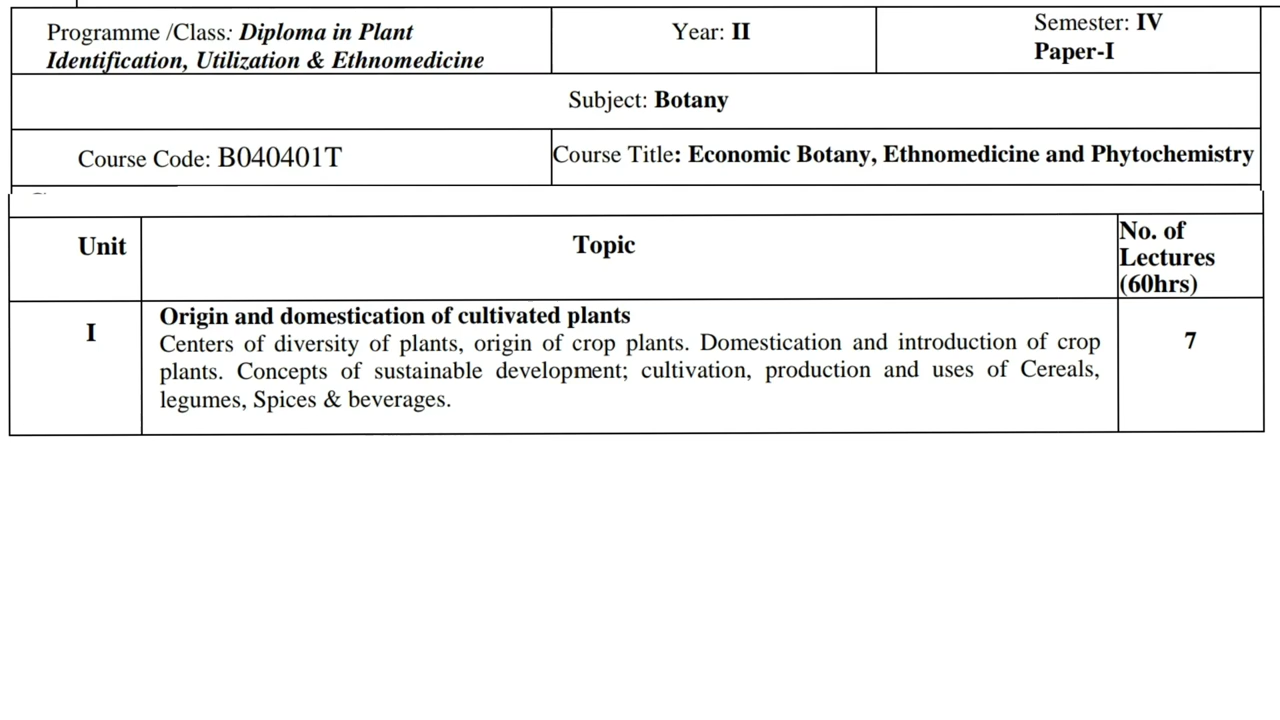 Programme /Class: Diploma in Plant
Identification, Utilization & Ethnomedicine
Year: II
Semester: IV
Paper-I
Subject: Botany
Course Code: B040401T
Course Title: Economic Botany, Ethnomedicine and Phytochemistry
Unit
Topic
No. of
Lectures
(60hrs)
I
Origin and domestication of cultivated plants
Centers of diversity of plants, origin of crop plants. Domestication and introduction of crop
plants. Concepts of sustainable development; cultivation, production and uses of Cereals,
legumes, Spices & beverages.
7